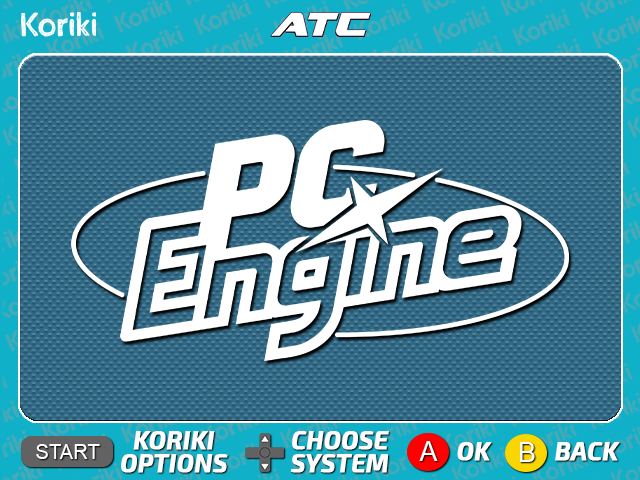 Koriki
ATC
PC
Engine
START
KORIKI
OPTIONS
CHOOSE
SYSTEM
A
OK
B
BACK